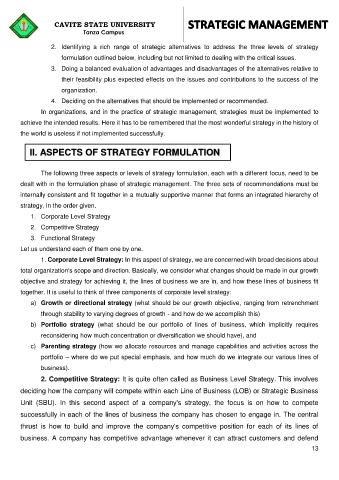 CAVITE STATE UNIVERSITY
Tanza Campus
STRATEGIC MANAGEMENT
2. Identifying a rich range of strategic alternatives to address the three levels of strategy
formulation outlined below, including but not limited to dealing with the critical issues.
3. Doing a balanced evaluation of advantages and disadvantages of the alternatives relative to
their feasibility plus expected effects on the issues and contributions to the success of the
organization.
4. Deciding on the alternatives that should be implemented or recommended.
In organizations, and in the practice of strategic management, strategies must be implemented to
achieve the intended results. Here it has to be remembered that the most wonderful strategy in the history of
the world is useless if not implemented successfully.
II. ASPECTS OF STRATEGY FORMULATION
The following three aspects or levels of strategy formulation, each with a different focus, need to be
dealt with in the formulation phase of strategic management. The three sets of recommendations must be
internally consistent and fit together in a mutually supportive manner that forms an integrated hierarchy of
strategy, in the order given.
1. Corporate Level Strategy
2. Competitive Strategy
3. Functional Strategy
Let us understand each of them one by one.
1. Corporate Level Strategy: In this aspect of strategy, we are concerned with broad decisions about
total organization's scope and direction. Basically, we consider what changes should be made in our growth
objective and strategy for achieving it, the lines of business we are in, and how these lines of business fit
together. It is useful to think of three components of corporate level strategy:
a) Growth or directional strategy (what should be our growth objective, ranging from retrenchment
through stability to varying degrees of growth - and how do we accomplish this)
b) Portfolio strategy (what should be our portfolio of lines of business, which implicitly requires
reconsidering how much concentration or diversification we should have), and
c) Parenting strategy (how we allocate resources and manage capabilities and activities across the
portfolio – where do we put special emphasis, and how much do we integrate our various lines of
business).
2. Competitive Strategy: It is quite often called as Business Level Strategy. This involves
deciding how the company will compete within each Line of Business (LOB) or Strategic Business
Unit (SBU). In this second aspect of a company's strategy, the focus is on how to compete
successfully in each of the lines of business the company has chosen to engage in. The central
thrust is how to build and improve the company's competitive position for each of its lines of
business. A company has competitive advantage whenever it can attract customers and defend
13